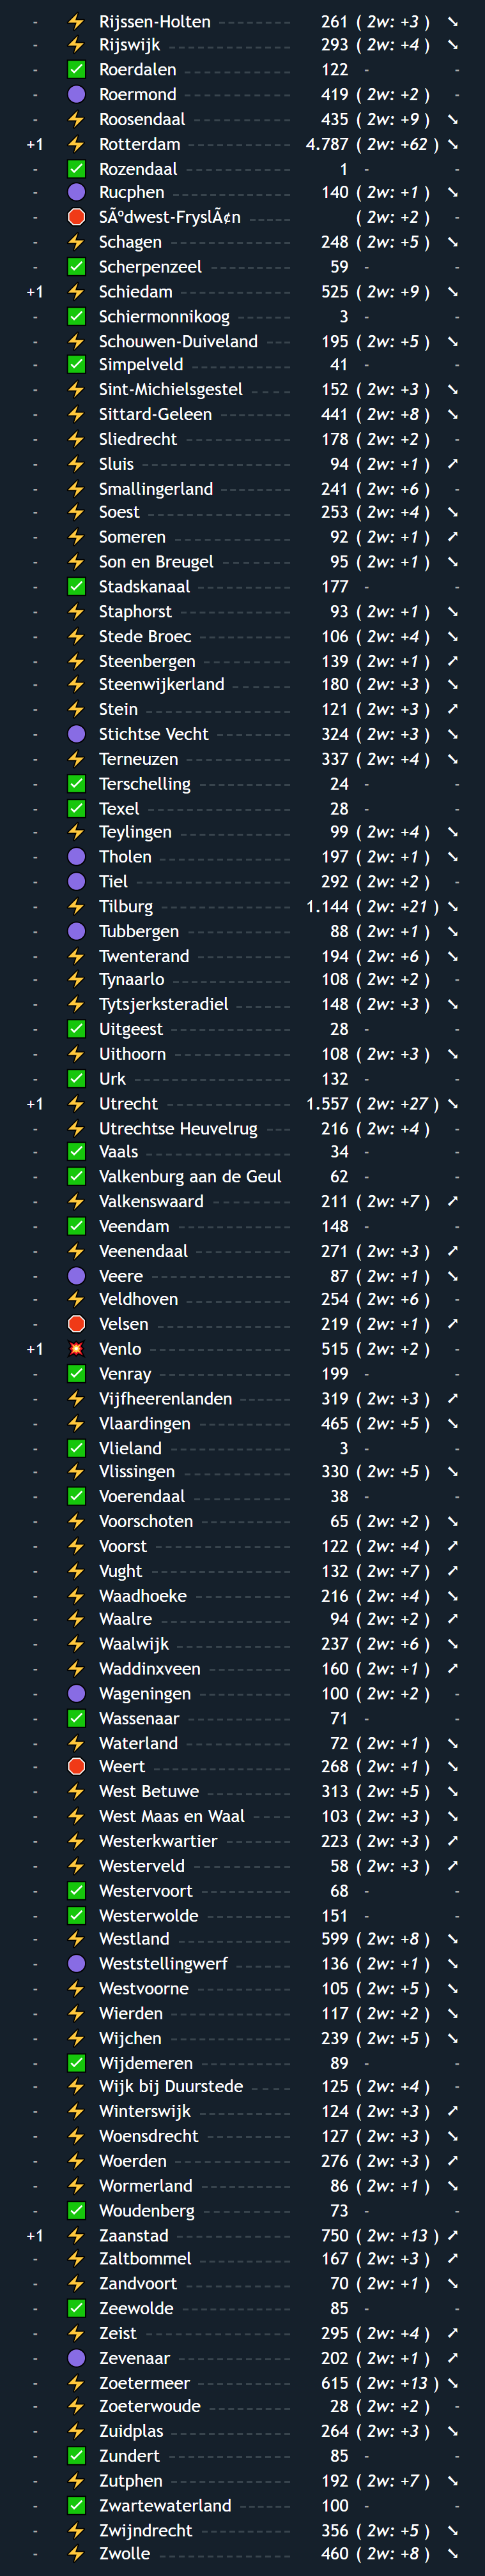 - ⚡ Rijssen-Holten 261 ( 2w: +3 ) ➘
- ⚡ Rijswijk 293 ( 2w: +4 ) ➘
- ✅ Roerdalen 122 - -
- 🟣 Roermond 419 ( 2w: +2 ) -
- ⚡ Roosendaal 435 ( 2w: +9 ) ➘
+1 ⚡ Rotterdam 4.787 ( 2w: +62 ) ➘
- ✅ Rozendaal 1 - -
- 🟣 Rucphen 140 ( 2w: +1 ) ➘
- 🛑 SÃºdwest-FryslÃ¢n ( 2w: +2 ) -
- ⚡ Schagen 248 ( 2w: +5 ) ➘
- ✅ Scherpenzeel 59 - -
+1 ⚡ Schiedam 525 ( 2w: +9 ) ➘
- ✅ Schiermonnikoog 3 - -
- ⚡ Schouwen-Duiveland 195 ( 2w: +5 ) ➘
- ✅ Simpelveld 41 - -
- ⚡ Sint-Michielsgestel 152 ( 2w: +3 ) ➘
- ⚡ Sittard-Geleen 441 ( 2w: +8 ) ➘
- ⚡ Sliedrecht 178 ( 2w: +2 ) -
- ⚡ Sluis 94 ( 2w: +1 ) ➚
- ⚡ Smallingerland 241 ( 2w: +6 ) -
- ⚡ Soest 253 ( 2w: +4 ) ➘
- ⚡ Someren 92 ( 2w: +1 ) ➚
- ⚡ Son en Breugel 95 ( 2w: +1 ) ➘
- ✅ Stadskanaal 177 - -
- ⚡ Staphorst 93 ( 2w: +1 ) ➘
- ⚡ Stede Broec 106 ( 2w: +4 ) ➘
- ⚡ Steenbergen 139 ( 2w: +1 ) ➚
- ⚡ Steenwijkerland 180 ( 2w: +3 ) ➘
- ⚡ Stein 121 ( 2w: +3 ) ➚
- 🟣 Stichtse Vecht 324 ( 2w: +3 ) ➘
- ⚡ Terneuzen 337 ( 2w: +4 ) ➘
- ✅ Terschelling 24 - -
- ✅ Texel 28 - -
- ⚡ Teylingen 99 ( 2w: +4 ) ➘
- 🟣 Tholen 197 ( 2w: +1 ) ➘
- 🟣 Tiel 292 ( 2w: +2 ) -
- ⚡ Tilburg 1.144 ( 2w: +21 ) ➘
- 🟣 Tubbergen 88 ( 2w: +1 ) ➘
- ⚡ Twenterand 194 ( 2w: +6 ) ➘
- ⚡ Tynaarlo 108 ( 2w: +2 ) -
- ⚡ Tytsjerksteradiel 148 ( 2w: +3 ) ➘
- ✅ Uitgeest 28 - -
- ⚡ Uithoorn 108 ( 2w: +3 ) ➘
- ✅ Urk 132 - -
+1 ⚡ Utrecht 1.557 ( 2w: +27 ) ➘
- ⚡ Utrechtse Heuvelrug 216 ( 2w: +4 ) -
- ✅ Vaals 34 - -
- ✅ Valkenburg aan de Geul 62 - -
- ⚡ Valkenswaard 211 ( 2w: +7 ) ➚
- ✅ Veendam 148 - -
- ⚡ Veenendaal 271 ( 2w: +3 ) ➚
- 🟣 Veere 87 ( 2w: +1 ) ➘
- ⚡ Veldhoven 254 ( 2w: +6 ) -
- 🛑 Velsen 219 ( 2w: +1 ) ➚
+1 💥 Venlo 515 ( 2w: +2 ) -
- ✅ Venray 199 - -
- ⚡ Vijfheerenlanden 319 ( 2w: +3 ) ➚
- ⚡ Vlaardingen 465 ( 2w: +5 ) ➘
- ✅ Vlieland 3 - -
- ⚡ Vlissingen 330 ( 2w: +5 ) ➘
- ✅ Voerendaal 38 - -
- ⚡ Voorschoten 65 ( 2w: +2 ) ➘
- ⚡ Voorst 122 ( 2w: +4 ) ➚
- ⚡ Vught 132 ( 2w: +7 ) ➚
- ⚡ Waadhoeke 216 ( 2w: +4 ) ➘
- ⚡ Waalre 94 ( 2w: +2 ) ➚
- ⚡ Waalwijk 237 ( 2w: +6 ) ➘
- ⚡ Waddinxveen 160 ( 2w: +1 ) ➚
- 🟣 Wageningen 100 ( 2w: +2 ) -
- ✅ Wassenaar 71 - -
- ⚡ Waterland 72 ( 2w: +1 ) ➘
- 🛑 Weert 268 ( 2w: +1 ) ➘
- ⚡ West Betuwe 313 ( 2w: +5 ) ➘
- ⚡ West Maas en Waal 103 ( 2w: +3 ) ➘
- ⚡ Westerkwartier 223 ( 2w: +3 ) ➚
- ⚡ Westerveld 58 ( 2w: +3 ) ➚
- ✅ Westervoort 68 - -
- ✅ Westerwolde 151 - -
- ⚡ Westland 599 ( 2w: +8 ) ➘
- 🟣 Weststellingwerf 136 ( 2w: +1 ) ➘
- ⚡ Westvoorne 105 ( 2w: +5 ) ➘
- ⚡ Wierden 117 ( 2w: +2 ) ➘
- ⚡ Wijchen 239 ( 2w: +5 ) ➘
- ✅ Wijdemeren 89 - -
- ⚡ Wijk bij Duurstede 125 ( 2w: +4 ) -
- ⚡ Winterswijk 124 ( 2w: +3 ) ➚
- ⚡ Woensdrecht 127 ( 2w: +3 ) ➘
- ⚡ Woerden 276 ( 2w: +3 ) ➚
- ⚡ Wormerland 86 ( 2w: +1 ) ➘
- ✅ Woudenberg 73 - -
+1 ⚡ Zaanstad 750 ( 2w: +13 ) ➚
- ⚡ Zaltbommel 167 ( 2w: +3 ) ➚
- ⚡ Zandvoort 70 ( 2w: +1 ) ➘
- ✅ Zeewolde 85 - -
- ⚡ Zeist 295 ( 2w: +4 ) ➚
- 🟣 Zevenaar 202 ( 2w: +1 ) ➚
- ⚡ Zoetermeer 615 ( 2w: +13 ) ➘
- ⚡ Zoeterwoude 28 ( 2w: +2 ) -
- ⚡ Zuidplas 264 ( 2w: +3 ) ➘
- ✅ Zundert 85 - -
- ⚡ Zutphen 192 ( 2w: +7 ) ➘
- ✅ Zwartewaterland 100 - -
- ⚡ Zwijndrecht 356 ( 2w: +5 ) ➘
- ⚡ Zwolle 460 ( 2w: +8 ) ➘